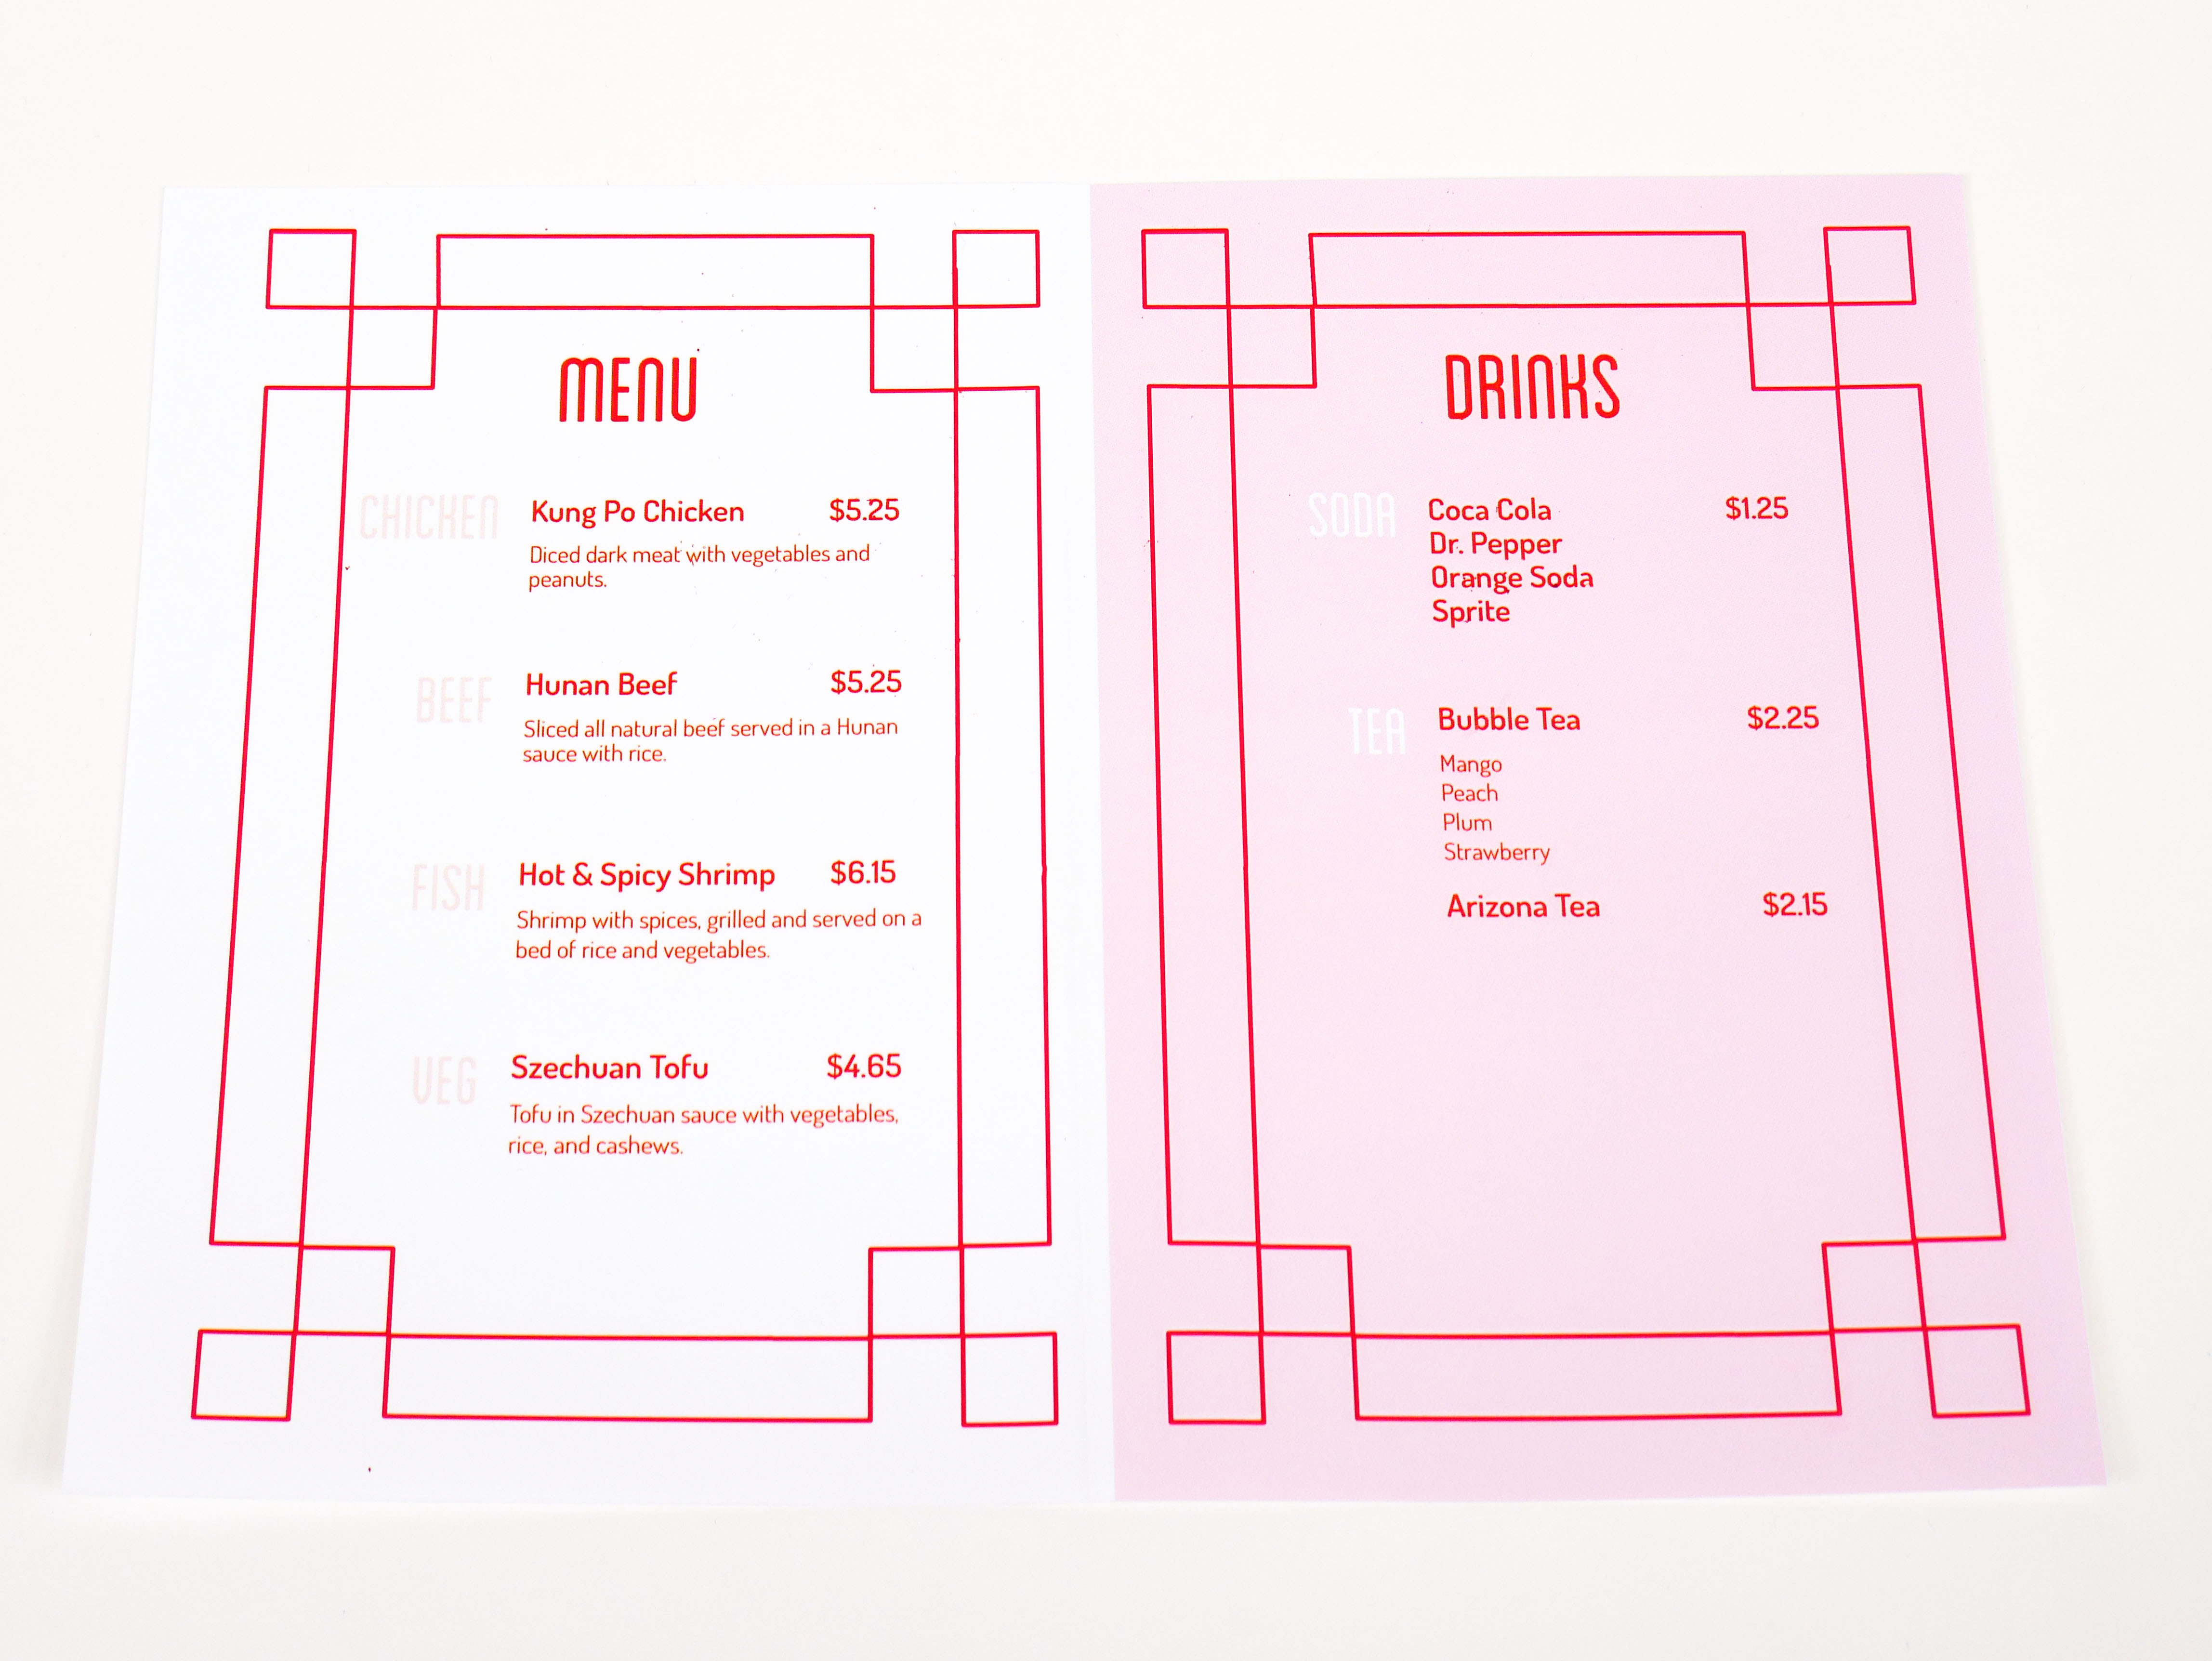 MENU
CHICKEN
Kung Po Chicken $5.25
Diced dark meat with vegetables and
peanuts.
BEEF
Hunan Beef $5.25
Sliced all natural beef served in a Hunan
sauce with rice.
FISH
Hot & Spicy Shrimp $6.15
Shrimp with spices, grilled and served on a
bed of rice and vegetables.
VEG
Szechuan Tofu $4.65
Tofu in Szechuan sauce with vegetables,
rice, and cashews.
DRINKS
SODA
Coca Cola $1.25
Dr. Pepper
Orange Soda
Sprite
TEA
Bubble Tea $2.25
Mango
Peach
Plum
Strawberry
Arizona Tea $2.15